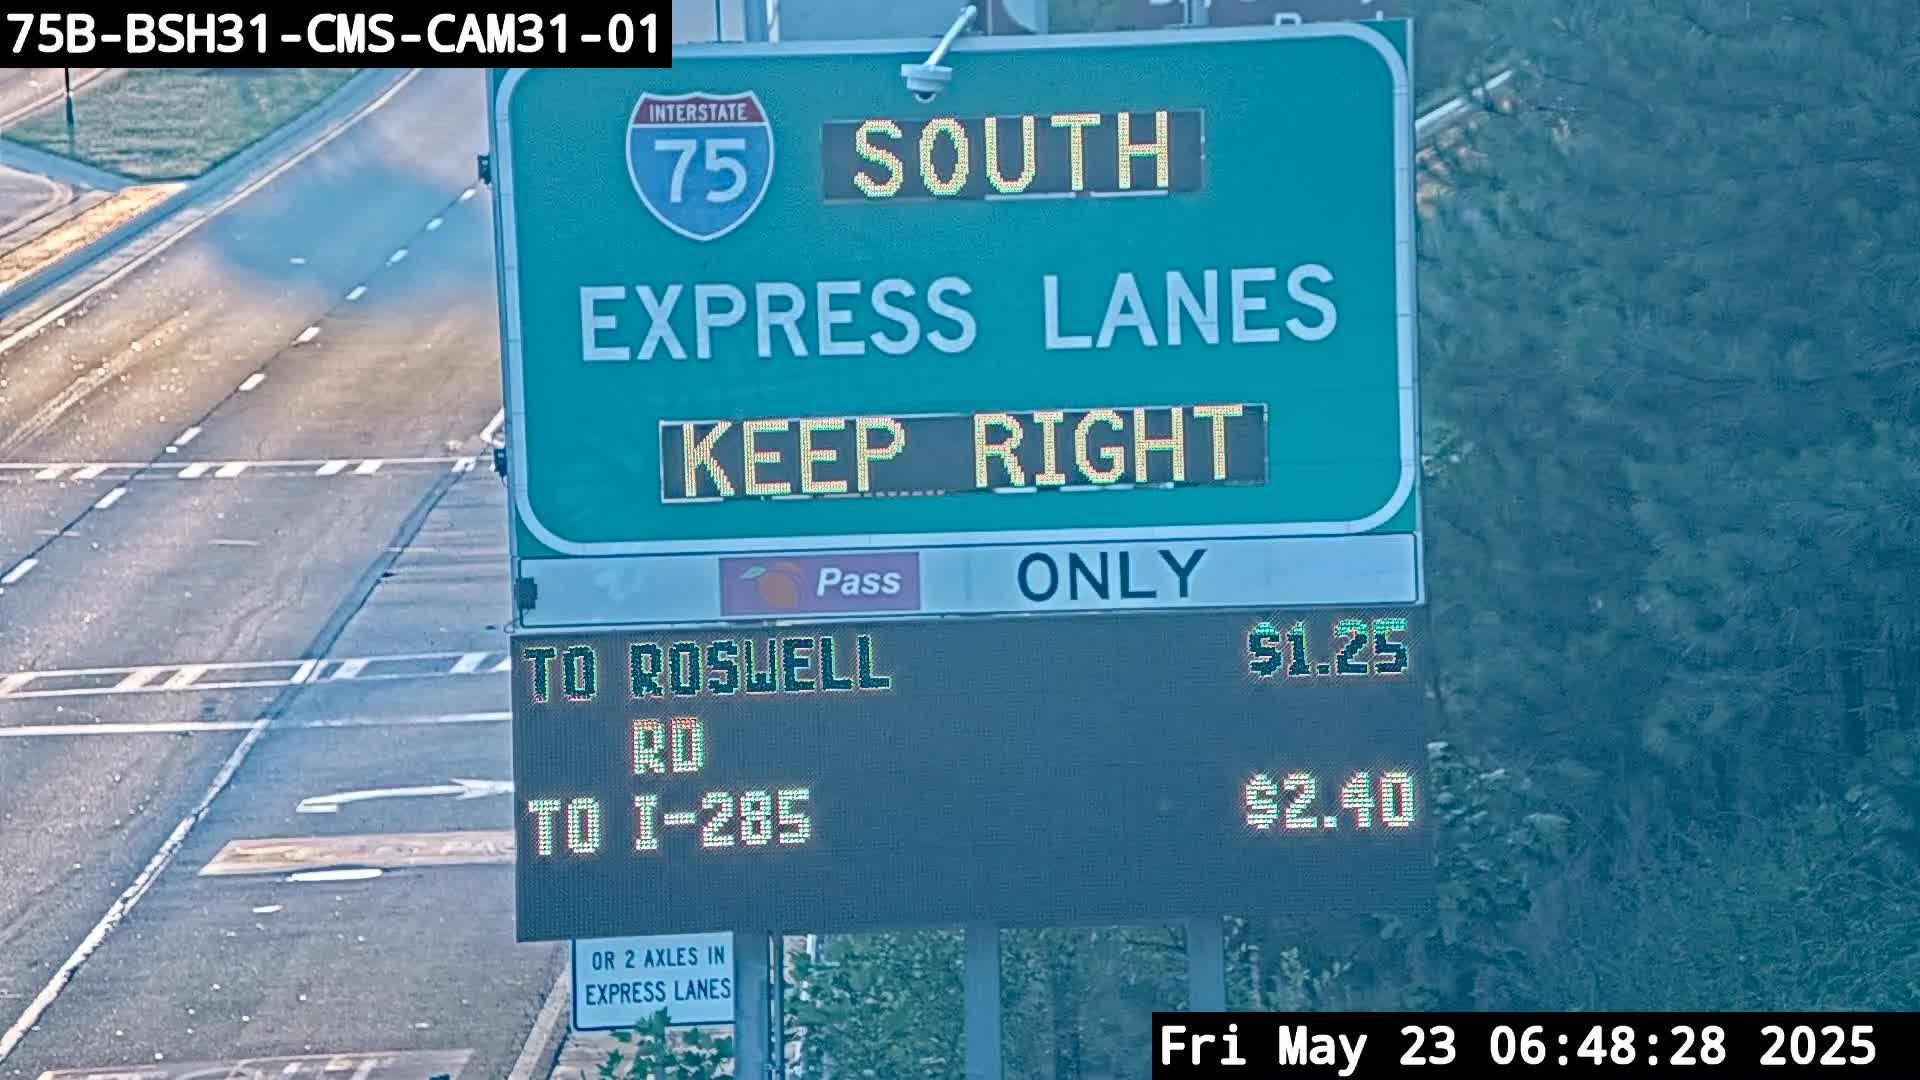 75B-BSH31-CMS-CAM31-01
INTERSTATE
75
SOUTH
EXPRESS LANES
KEEP RIGHT
Pass ONLY
TO ROSWELL $1.25
RD
TO I-285 $2.40
OR 2 AXLES IN
EXPRESS LANES
Fri May 23 06:48:28 2025